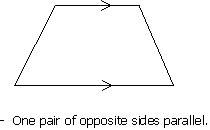 - One pair of opposite sides parallel.